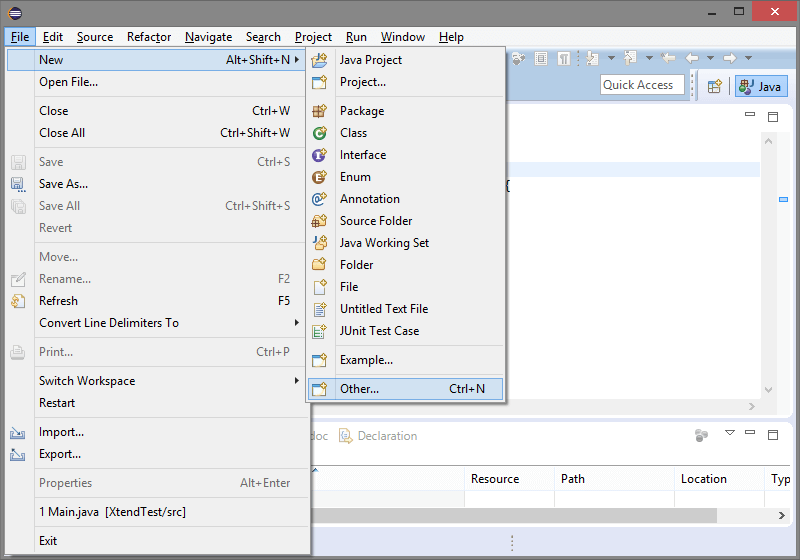 File Edit Source Refactor Navigate Search Project Run Window Help
New Alt+Shift+N
Open File...
Close Ctrl+W
Close All Ctrl+Shift+W
Save Ctrl+S
Save As...
Save All Ctrl+Shift+S
Revert
Move...
Rename... F2
Refresh F5
Convert Line Delimiters To
Print... Ctrl+P
Switch Workspace
Restart
Import...
Export...
Properties Alt+Enter
1 Main.java [XtendTest/src]
Exit
Java Project
Project...
Package
Class
Interface
Enum
Annotation
Source Folder
Java Working Set
Folder
File
Untitled Text File
JUnit Test Case
Example...
Other... Ctrl+N
Quick Access Java
{
doc Declaration
Resource Path Location Typ